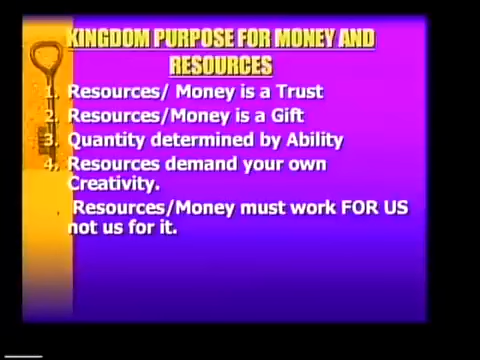 KINGDOM PURPOSE FOR MONEY AND
RESOURCES
1. Resources/ Money is a Trust
2. Resources/Money is a Gift
3. Quantity determined by Ability
4. Resources demand your own
Creativity.
Resources/Money must work FOR US
not us for it.